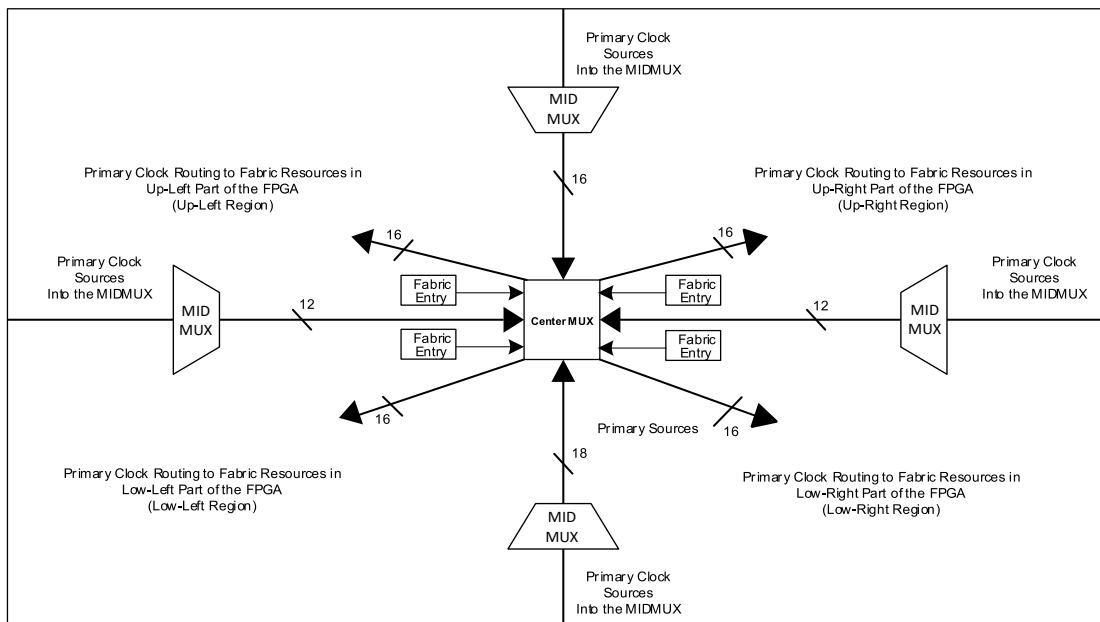 Primary Clock
Sources
Into the MIDMUX
MID
MUX
16
Primary Clock Routing to Fabric Resources in
Up-Left Part of the FPGA
(Up-Left Region)
Primary Clock Routing to Fabric Resources in
Up-Right Part of the FPGA
(Up-Right Region)
16
16
Primary Clock
Sources
Into the MIDMUX
Primary Clock
Sources
Into the MIDMUX
Fabric
Entry
Fabric
Entry
MID
MUX
12
Center MUX
12
MID
MUX
Fabric
Entry
Fabric
Entry
16
Primary Sources
16
18
Primary Clock Routing to Fabric Resources in
Low-Left Part of the FPGA
(Low-Left Region)
Primary Clock Routing to Fabric Resources in
Low-Right Part of the FPGA
(Low-Right Region)
MID
MUX
Primary Clock
Sources
Into the MIDMUX